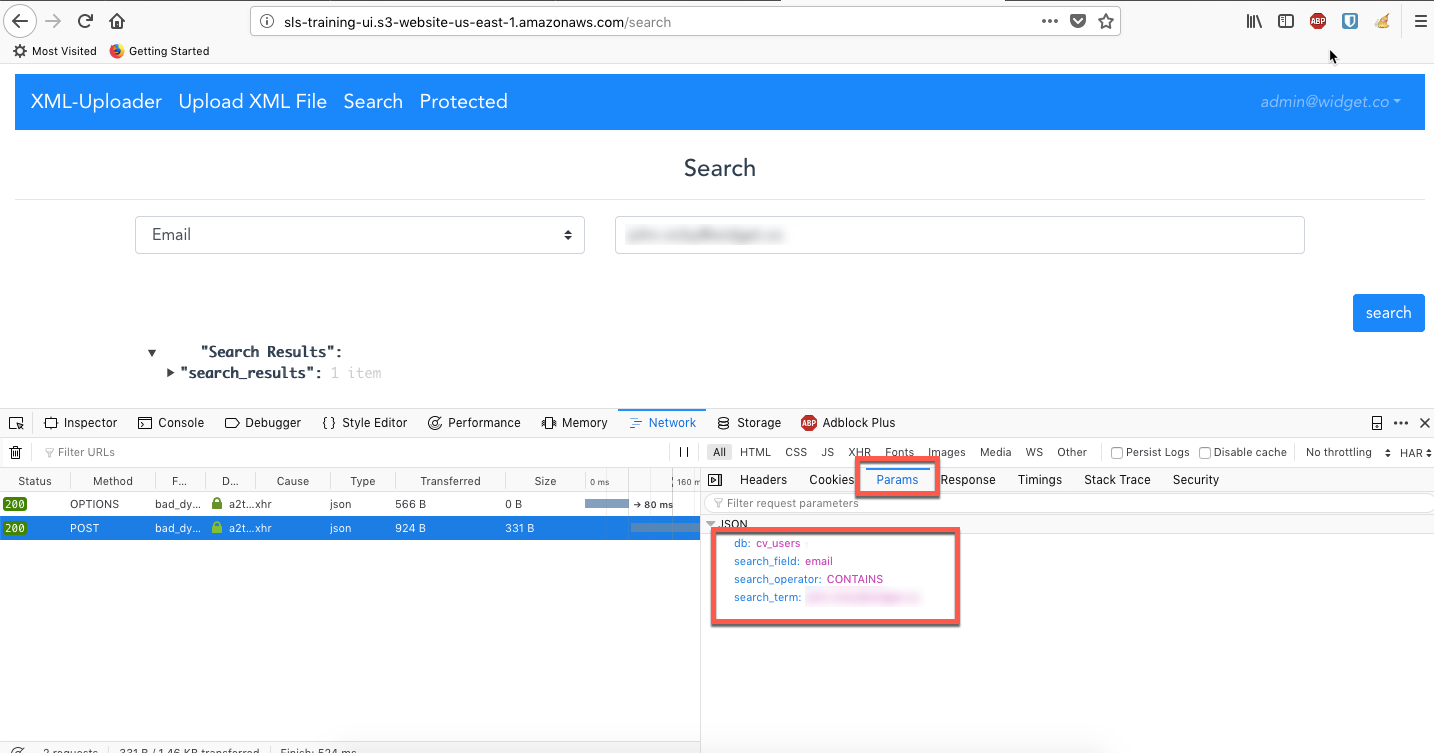 sls-training-ui.s3-website-us-east-1.amazonaws.com/search
ABP
Most Visited Getting Started
XML-Uploader Upload XML File Search Protected admin@widget.co
Search
Email
search
"Search Results":
"search_results": 1 item
Inspector Console Debugger {} Style Editor Performance Memory Network Storage ABP Adblock Plus
Filter URLs All HTML CSS JS XHR Fonts Images Media WS Other Persist Logs Disable cache No throttling HAR
Status Method F... D... Cause Type Transferred Size 0 ms 160 m Headers Cookies Params Response Timings Stack Trace Security
200 OPTIONS bad_dy... a2t...xhr json 566 B 0 B → 80 ms Filter request parameters
200 POST bad_dy... a2t...xhr json 924 B 331 B JSON
db: cv_users
search_field: email
search_operator: CONTAINS
search_term:
2 requests 331 B / 1.46 KB transferred Finish: 524 ms